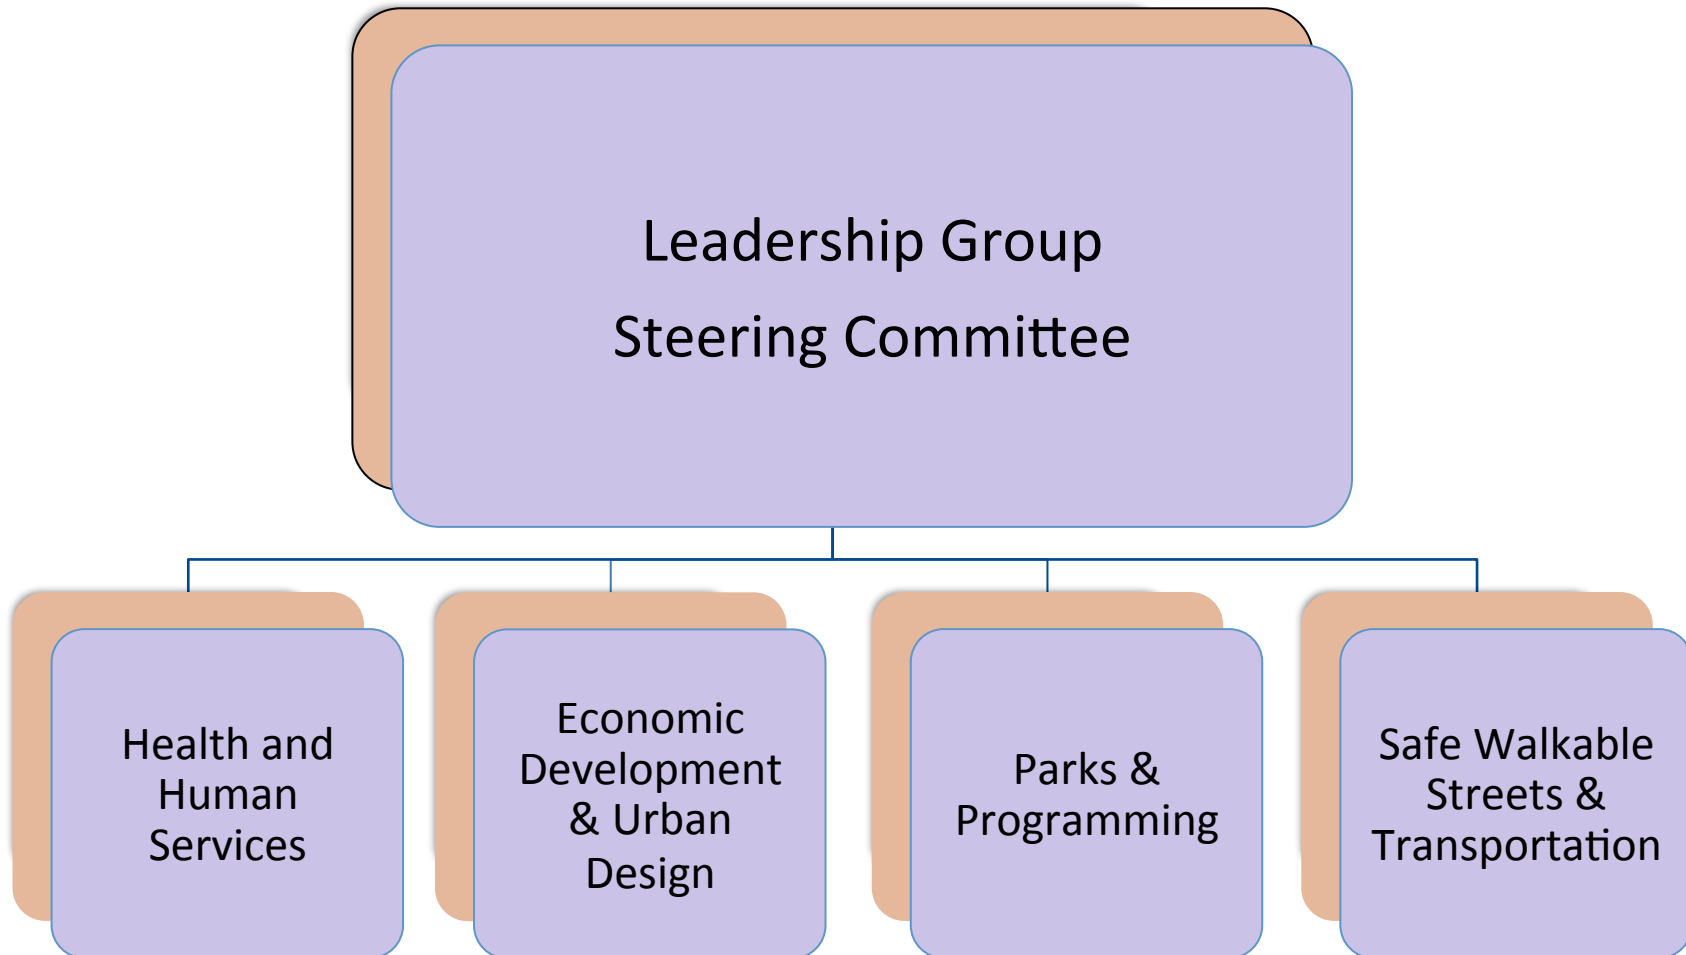 Leadership Group
Steering Committee
Health and
Human
Services
Economic
Development
& Urban
Design
Parks &
Programming
Safe Walkable
Streets &
Transportation